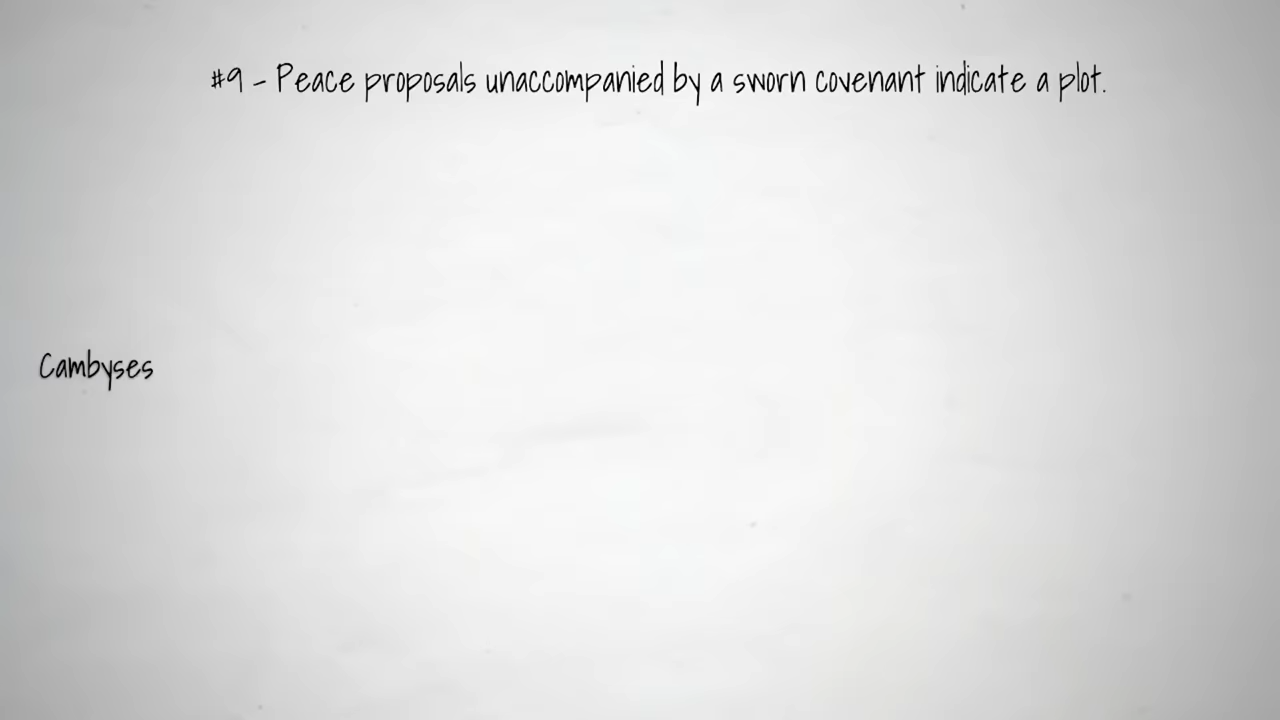 #9 - Peace proposals unaccompanied by a sworn covenant indicate a plot.
Cambyses